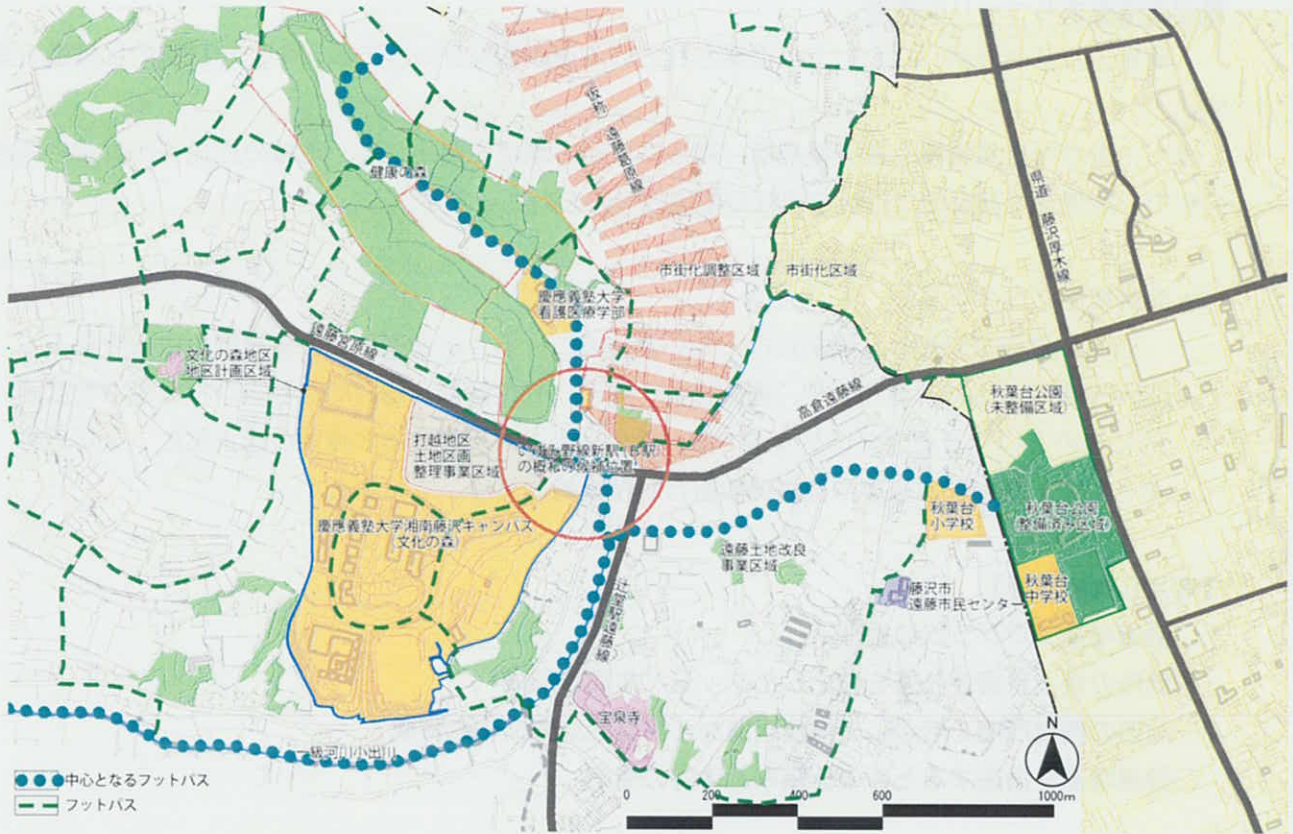 (仮称) 遠藤葛原線
県道 藤沢厚木線
健康の森
市街化調整区域
市街化区域
慶應義塾大学
看護医療学部
遠藤宮原線
文化の森地区
地区計画区域
高倉遠藤線
秋葉台公園
(未整備区域)
打越地区
土地区画
整理事業区域
いずみ野線新駅(B駅)
の概ねの候補位置
慶應義塾大学湘南藤沢キャンパス
文化の森)
秋葉台
小学校
秋葉台公園
(整備済み区域)
遠藤土地改良
事業区域
秋葉台
中学校
藤沢市
遠藤市民センター
辻堂駅遠藤線
宝泉寺
一級河川小出川
中心となるフットパス
フットパス
N
0 200 400 600 1000m